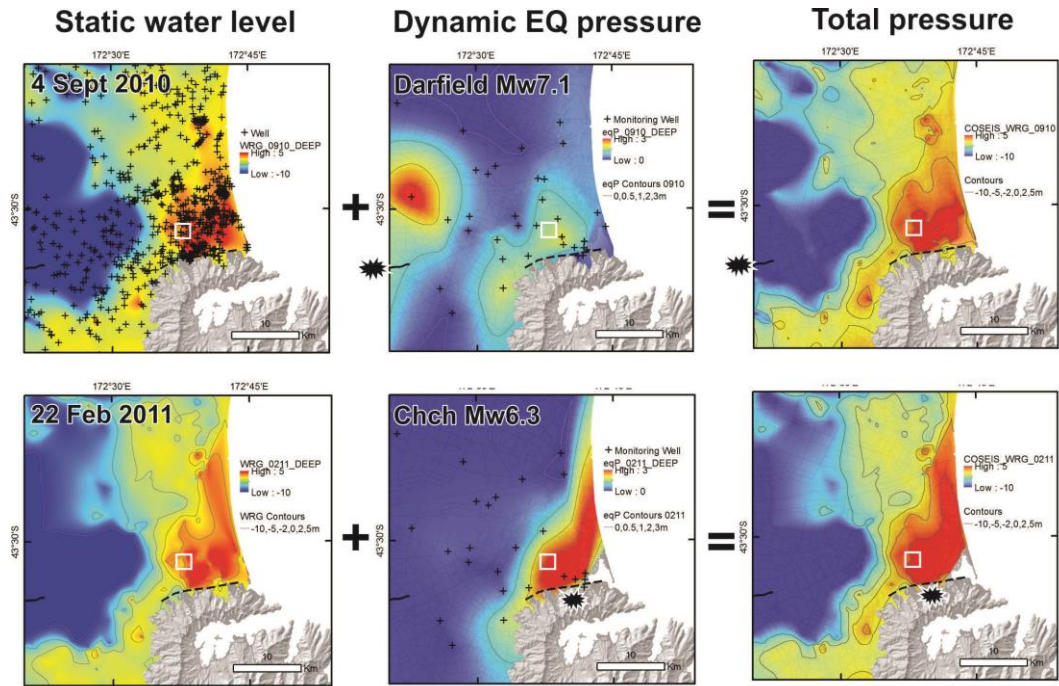 Static water level
Dynamic EQ pressure
Total pressure
172°30'E
172°45'E
172°30'E
172°45'E
172°30'E
172°45'E
4 Sept 2010
Well
WRG_0910_DEEP
High : 5
Low : -10
43°30'S
10
Km
+
Darfield Mw7.1
Monitoring Well
eqP_0910_DEEP
High : 3
Low : 0
eqP Contours 0910
0,0.5,1,2,3m
43°30'S
10
Km
=
COSEIS_WRG_0910
High : 5
Low : -10
Contours
-10,-5,-2,0,2,5m
43°30'S
10
Km
172°30'E
172°45'E
172°30'E
172°45'E
22 Feb 2011
WRG_0211_DEEP
High : 5
Low : -10
WRG Contours
-10,-5,-2,0,2,5m
43°30'S
10
Km
+
Chch Mw6.3
Monitoring Well
eqP_0211_DEEP
High : 3
Low : 0
eqP Contours 0211
0,0.5,1,2,3m
43°30'S
10
Km
=
COSEIS_WRG_0211
High : 5
Low : -10
Contours
-10,-5,-2,0,2,5m
43°30'S
10
Km